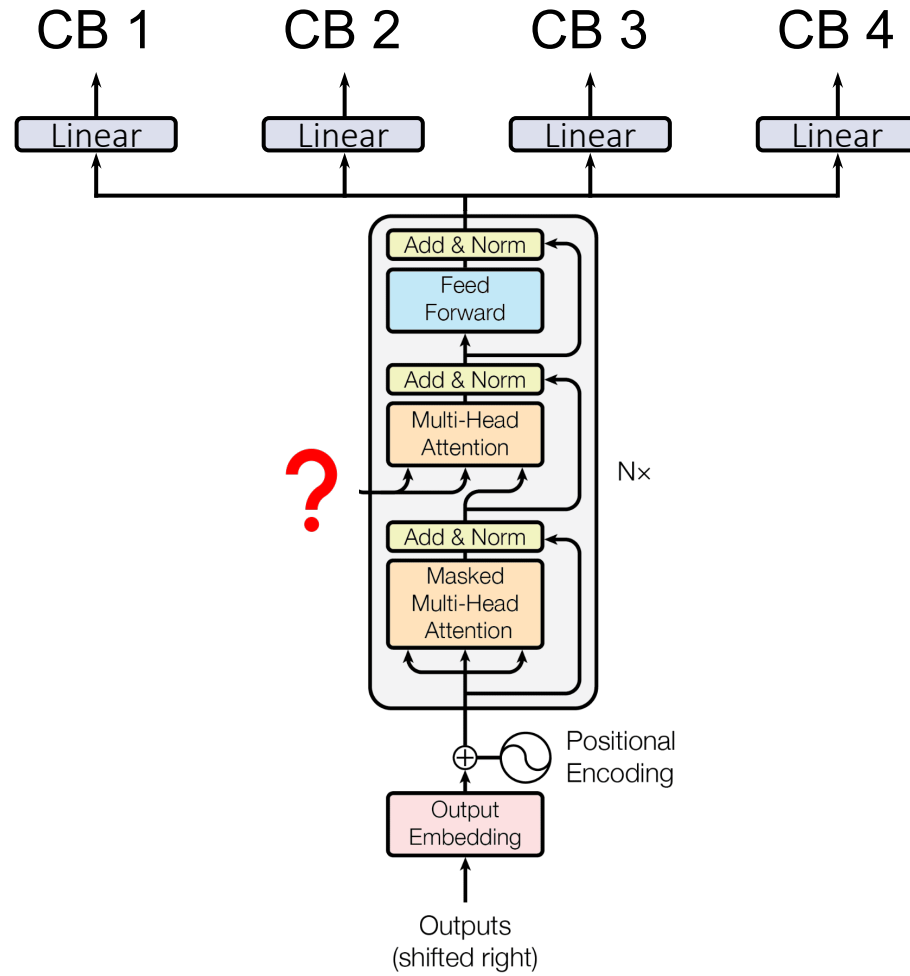 CB 1
CB 2
CB 3
CB 4
Linear
Linear
Linear
Linear
Add & Norm
Feed
Forward
Add & Norm
Multi-Head
Attention
?
N×
Add & Norm
Masked
Multi-Head
Attention
Positional
Encoding
Output
Embedding
Outputs
(shifted right)